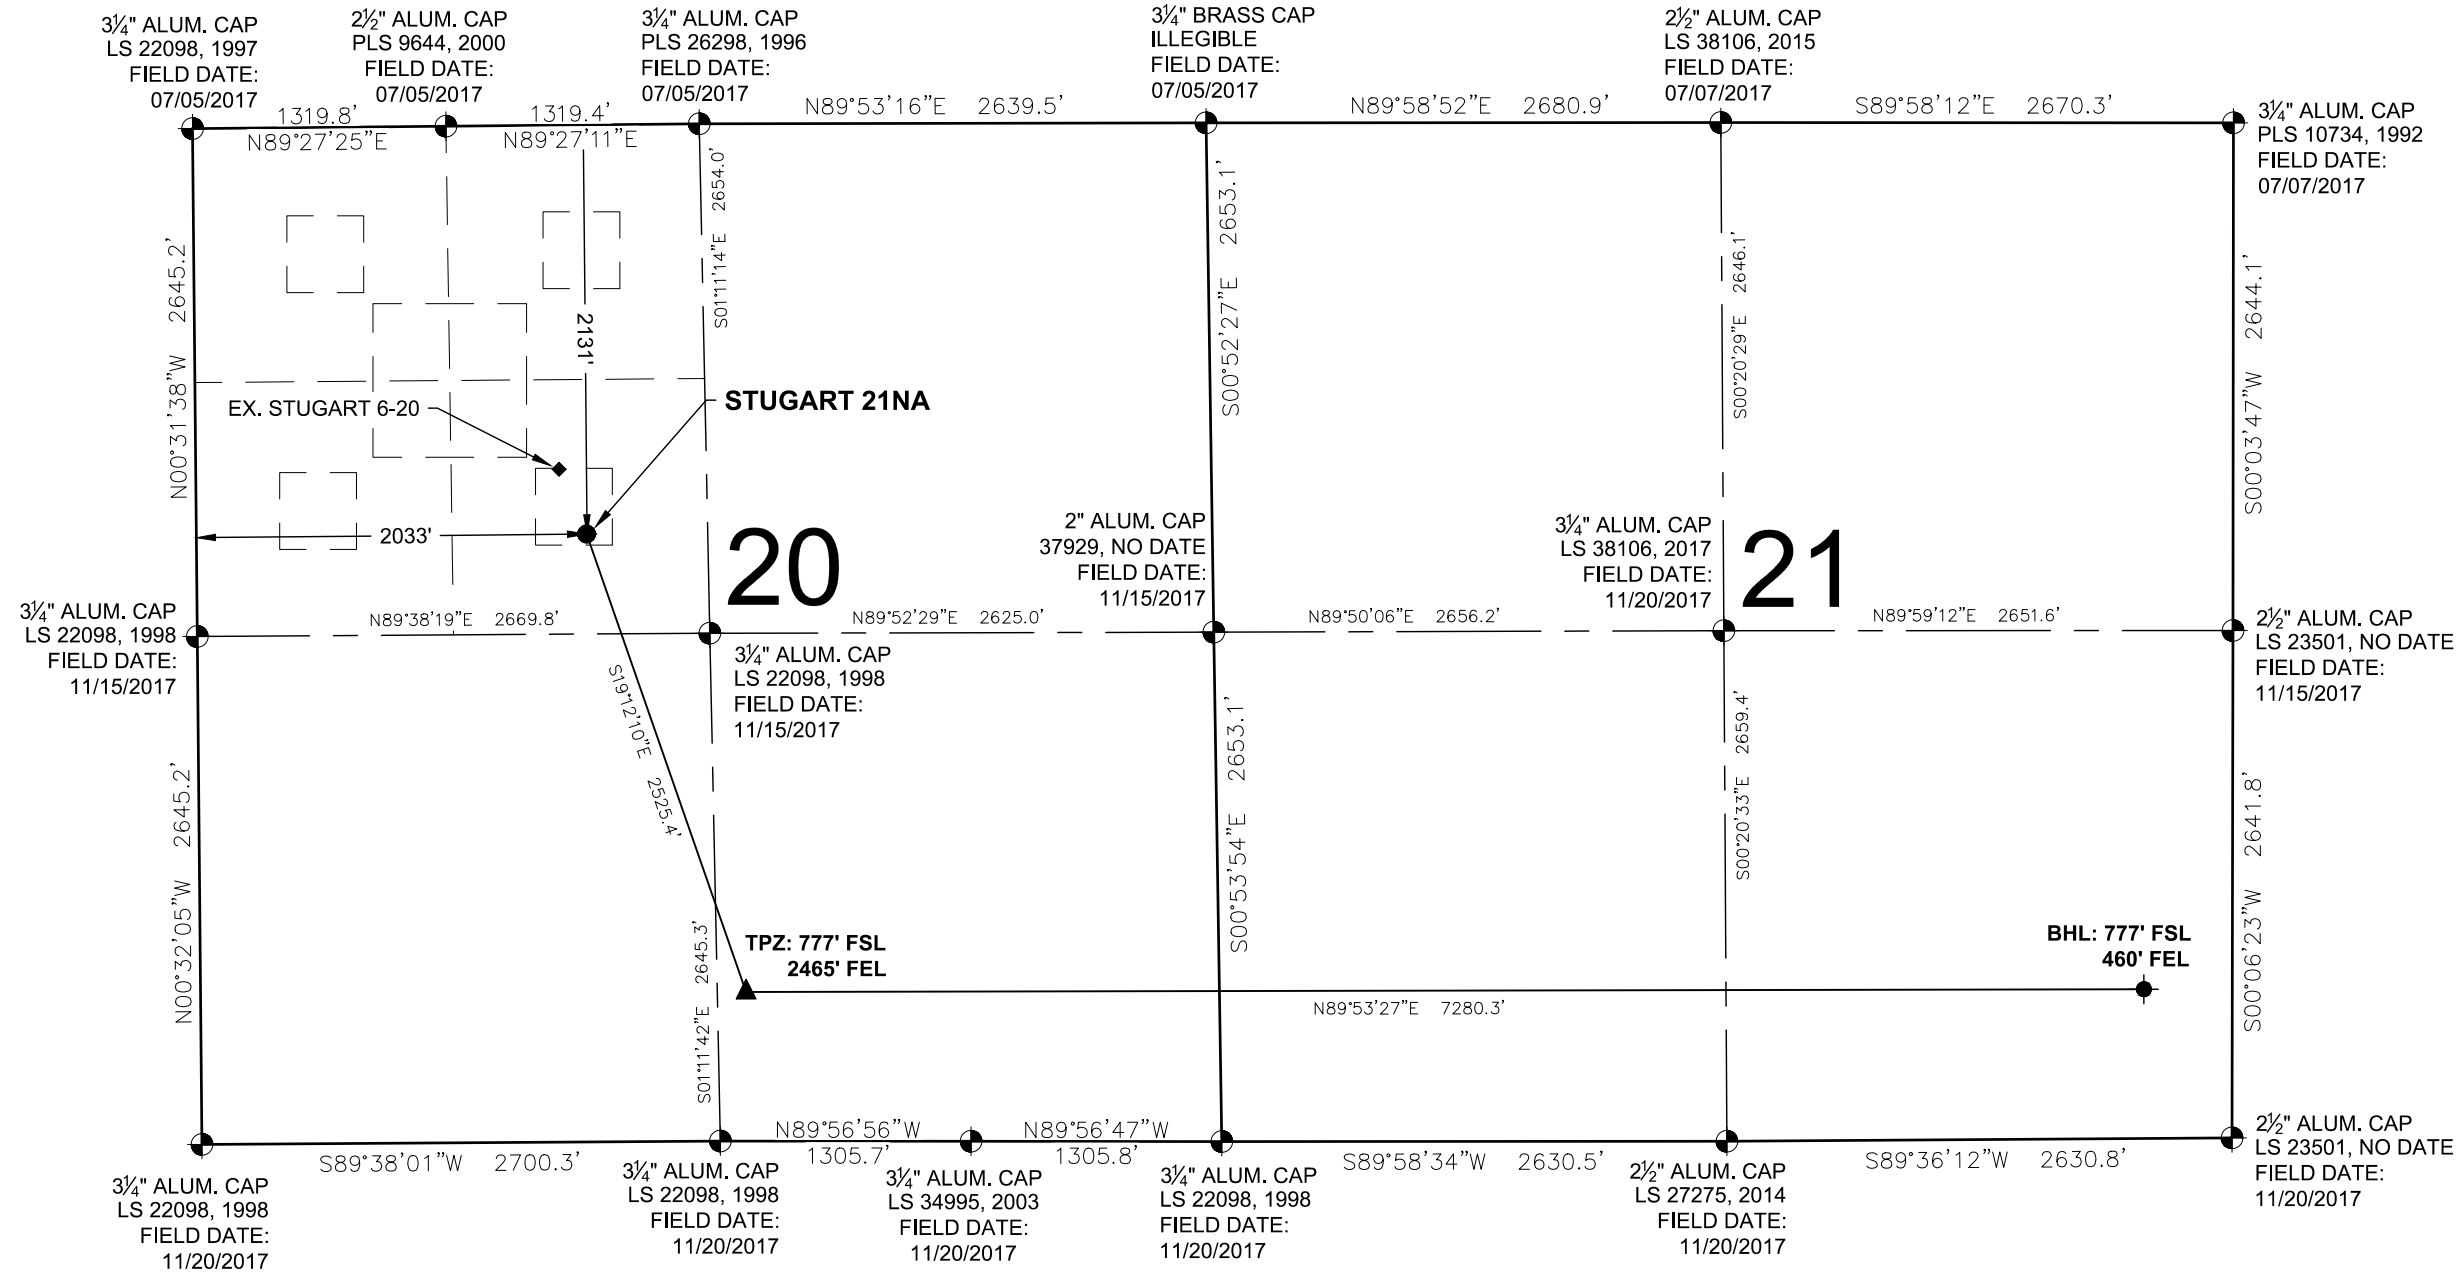 3¼" ALUM. CAP
LS 22098, 1997
FIELD DATE:
07/05/2017
2½" ALUM. CAP
PLS 9644, 2000
FIELD DATE:
07/05/2017
3¼" ALUM. CAP
PLS 26298, 1996
FIELD DATE:
07/05/2017
3¼" BRASS CAP
ILLEGIBLE
FIELD DATE:
07/05/2017
2½" ALUM. CAP
LS 38106, 2015
FIELD DATE:
07/07/2017
3¼" ALUM. CAP
PLS 10734, 1992
FIELD DATE:
07/07/2017
1319.8'
N89°27'25"E
1319.4'
N89°27'11"E
N89°53'16"E 2639.5'
N89°58'52"E 2680.9'
S89°58'12"E 2670.3'
N00°31'38"W 2645.2'
S01°11'14"E 2654.0'
S00°52'27"E 2653.1'
S00°20'29"E 2646.1'
S00°03'47"W 2644.1'
2131'
EX. STUGART 6-20
STUGART 21NA
2033'
20
21
2" ALUM. CAP
37929, NO DATE
FIELD DATE:
11/15/2017
3¼" ALUM. CAP
LS 38106, 2017
FIELD DATE:
11/20/2017
3¼" ALUM. CAP
LS 22098, 1998
FIELD DATE:
11/15/2017
N89°38'19"E 2669.8'
N89°52'29"E 2625.0'
N89°50'06"E 2656.2'
N89°59'12"E 2651.6'
2½" ALUM. CAP
LS 23501, NO DATE
FIELD DATE:
11/15/2017
3¼" ALUM. CAP
LS 22098, 1998
FIELD DATE:
11/15/2017
S19°12'10"E 2525.4'
N00°32'05"W 2645.2'
S01°11'42"E 2645.3'
S00°53'54"E 2653.1'
S00°20'33"E 2659.4'
S00°06'23"W 2641.8'
TPZ: 777' FSL
2465' FEL
BHL: 777' FSL
460' FEL
N89°53'27"E 7280.3'
S89°38'01"W 2700.3'
N89°56'56"W
1305.7'
N89°56'47"W
1305.8'
S89°58'34"W 2630.5'
S89°36'12"W 2630.8'
3¼" ALUM. CAP
LS 22098, 1998
FIELD DATE:
11/20/2017
3¼" ALUM. CAP
LS 22098, 1998
FIELD DATE:
11/20/2017
3¼" ALUM. CAP
LS 34995, 2003
FIELD DATE:
11/20/2017
3¼" ALUM. CAP
LS 22098, 1998
FIELD DATE:
11/20/2017
2½" ALUM. CAP
LS 27275, 2014
FIELD DATE:
11/20/2017
2½" ALUM. CAP
LS 23501, NO DATE
FIELD DATE:
11/20/2017